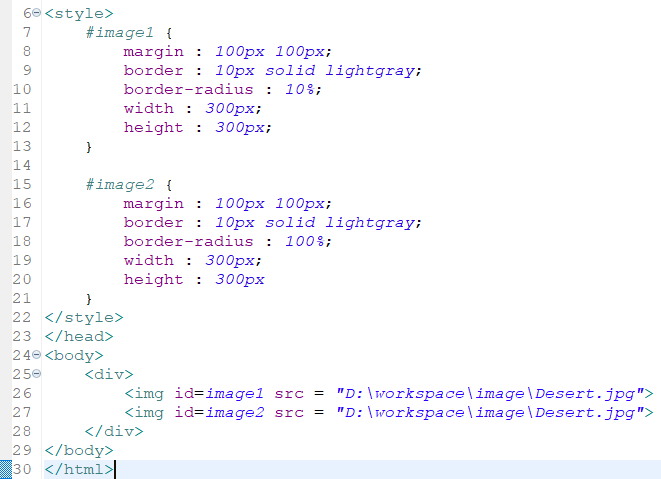 6 <style>
7 #image1 {
8 margin : 100px 100px;
9 border : 10px solid lightgray;
10 border-radius : 10%;
11 width : 300px;
12 height : 300px;
13 }
14
15 #image2 {
16 margin : 100px 100px;
17 border : 10px solid lightgray;
18 border-radius : 100%;
19 width : 300px;
20 height : 300px
21 }
22 </style>
23 </head>
24 <body>
25 <div>
26 <img id=image1 src = "D:\workspace\image\Desert.jpg">
27 <img id=image2 src = "D:\workspace\image\Desert.jpg">
28 </div>
29 </body>
30 </html>